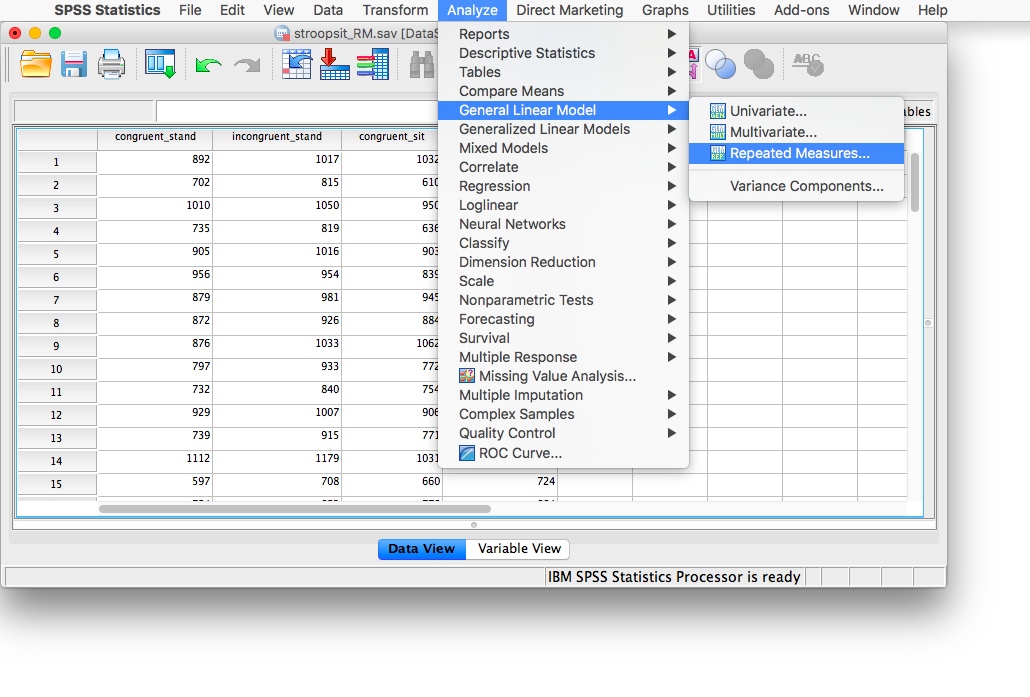 SPSS Statistics File Edit View Data Transform Analyze Direct Marketing Graphs Utilities Add-ons Window Help
stroopsit_RM.sav [DataS
Reports
Descriptive Statistics
Tables
Compare Means
General Linear Model
Generalized Linear Models
Mixed Models
Correlate
Regression
Loglinear
Neural Networks
Classify
Dimension Reduction
Scale
Nonparametric Tests
Forecasting
Survival
Multiple Response
Missing Value Analysis...
Multiple Imputation
Complex Samples
Quality Control
ROC Curve...
Univariate...
Multivariate...
Repeated Measures...
Variance Components...
ables
congruent_stand incongruent_stand congruent_sit
1 892 1017 1032
2 702 815 610
3 1010 1050 950
4 735 819 636
5 905 1016 903
6 956 954 839
7 879 981 945
8 872 926 884
9 876 1033 1062
10 797 933 772
11 732 840 754
12 929 1007 906
13 739 915 771
14 1112 1179 1031
15 597 708 660 724
Data View Variable View
IBM SPSS Statistics Processor is ready